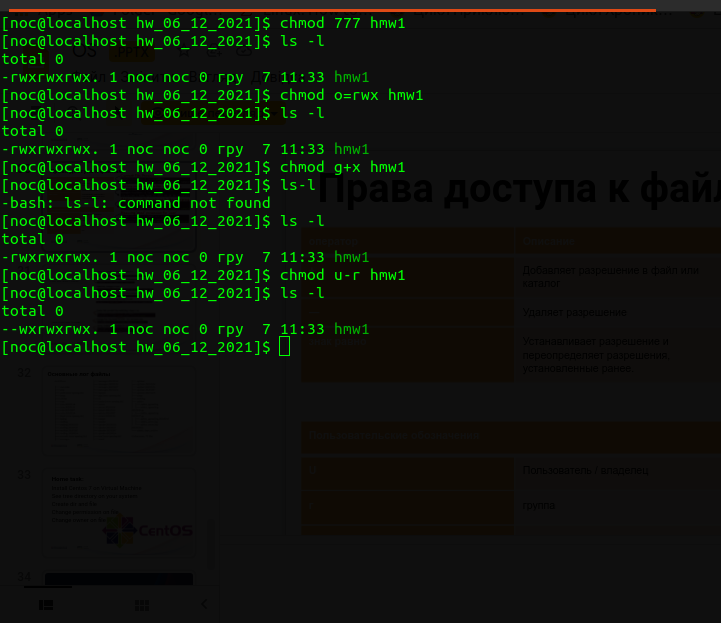 [noc@localhost hw_06_12_2021]$ chmod 777 hmw1
[noc@localhost hw_06_12_2021]$ ls -l
total 0
-rwxrwxrwx. 1 noc noc 0 гру  7 11:33 hmw1
[noc@localhost hw_06_12_2021]$ chmod o=rwx hmw1
[noc@localhost hw_06_12_2021]$ ls -l
total 0
-rwxrwxrwx. 1 noc noc 0 гру  7 11:33 hmw1
[noc@localhost hw_06_12_2021]$ chmod g+x hmw1
[noc@localhost hw_06_12_2021]$ ls-l
-bash: ls-l: command not found
[noc@localhost hw_06_12_2021]$ ls -l
total 0
-rwxrwxrwx. 1 noc noc 0 гру  7 11:33 hmw1
[noc@localhost hw_06_12_2021]$ chmod u-r hmw1
[noc@localhost hw_06_12_2021]$ ls -l
total 0
--wxrwxrwx. 1 noc noc 0 гру  7 11:33 hmw1
[noc@localhost hw_06_12_2021]$
Права доступа к фай
Добавляет разрешения в файл или
каталог
Удаляет разрешения
Устанавливает разрешение и
переопределяет разрешения,
установленные ранее
Пользователь / владелец
группа
32
33
CentOS
34